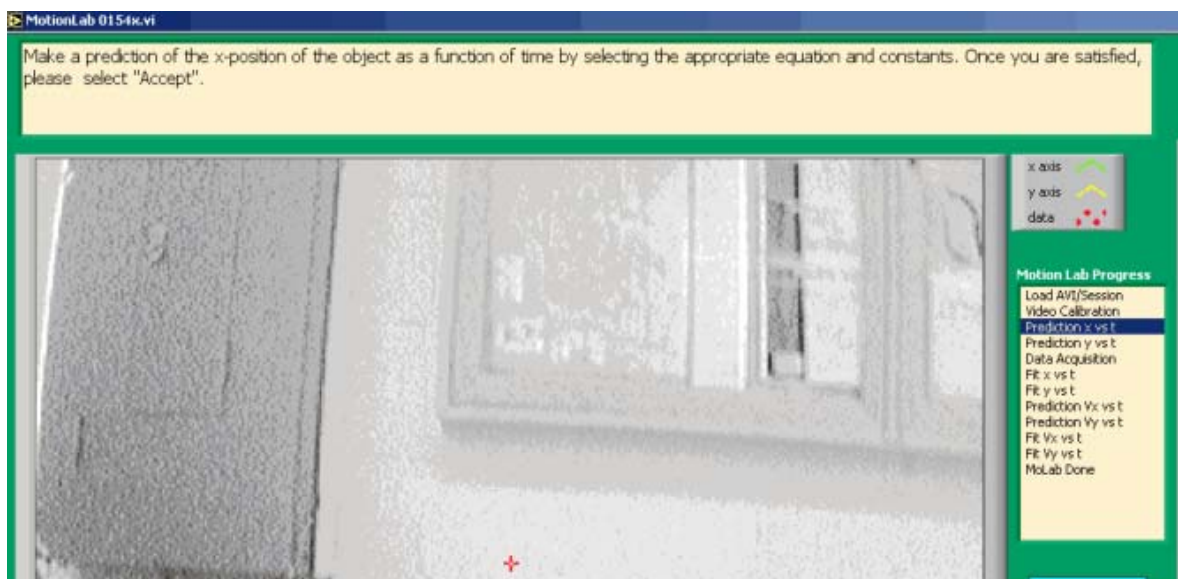 MotionLab 0154x.vi
Make a prediction of the x-position of the object as a function of time by selecting the appropriate equation and constants. Once you are satisfied,
please select "Accept".
x axis
y axis
data
Motion Lab Progress
Load AVI/Session
Video Calibration
Prediction x vs t
Prediction y vs t
Data Acquisition
Fit x vs t
Fit y vs t
Prediction Vx vs t
Prediction Vy vs t
Fit Vx vs t
Fit Vy vs t
MoLab Done